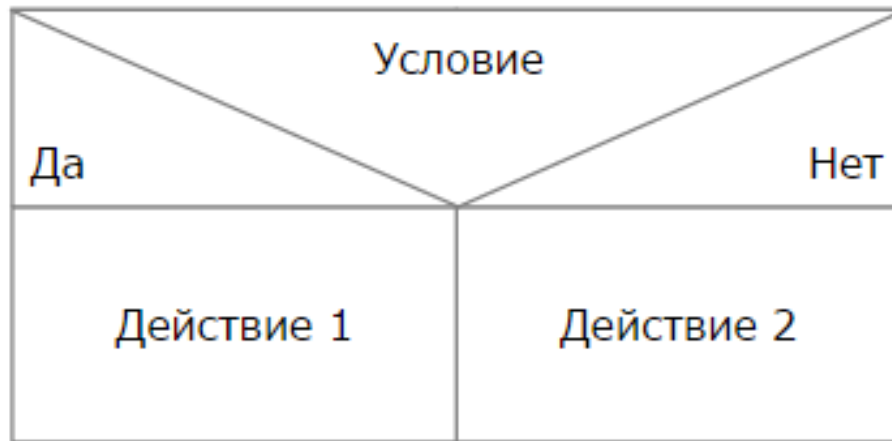 Условие
Да
Нет
Действие 1
Действие 2